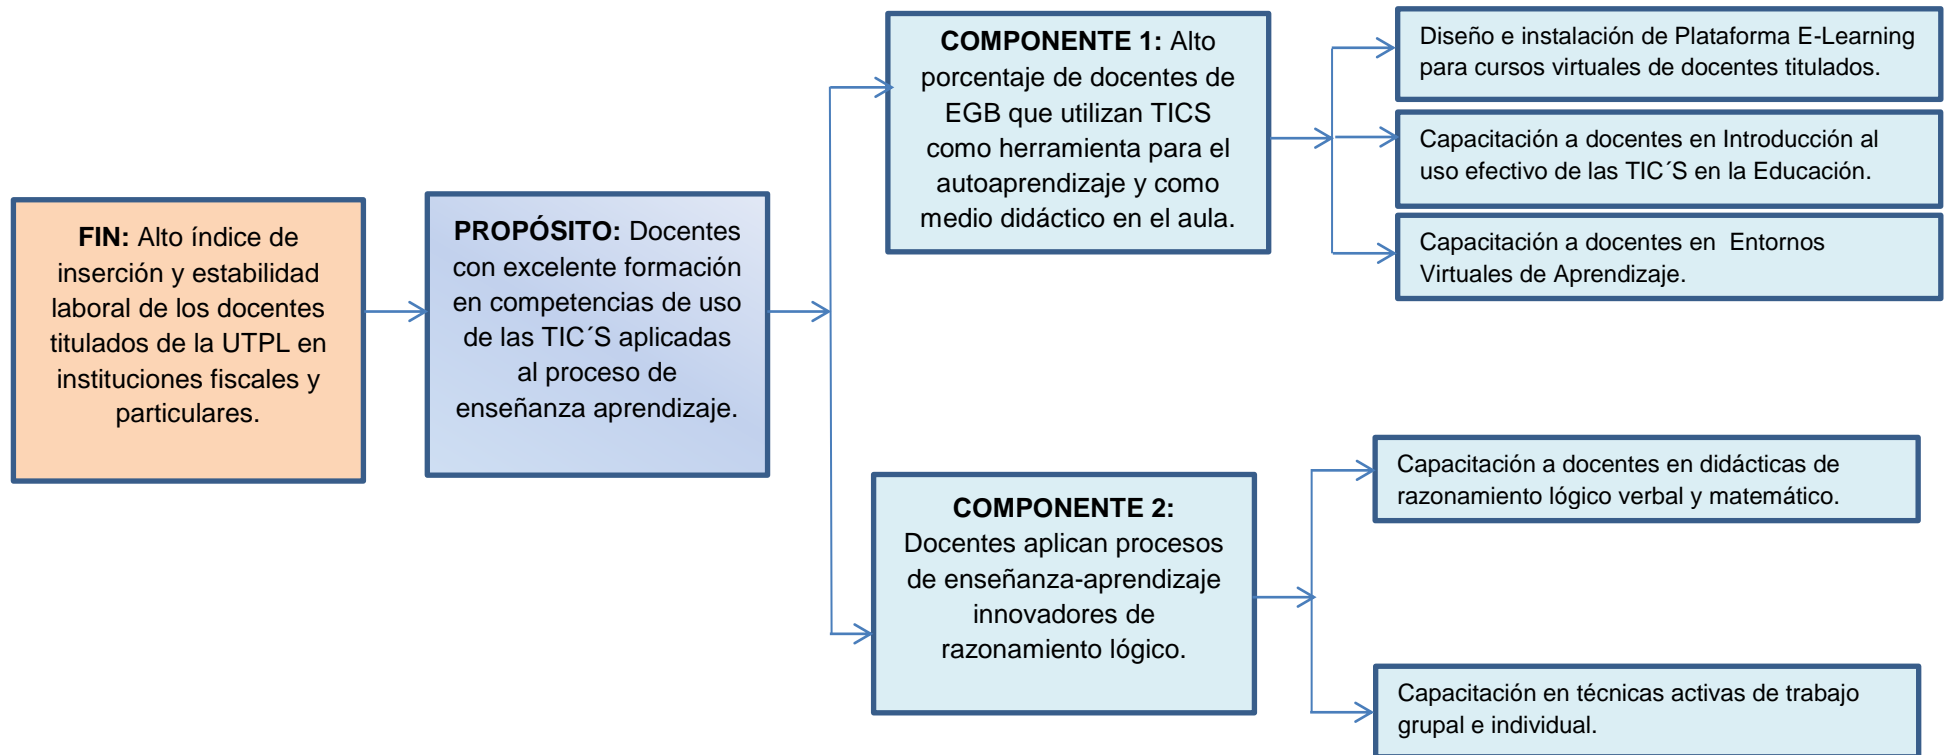 FIN: Alto índice de
inserción y estabilidad
laboral de los docentes
titulados de la UTPL en
instituciones fiscales y
particulares.
PROPÓSITO: Docentes
con excelente formación
en competencias de uso
de las TIC´S aplicadas
al proceso de
enseñanza aprendizaje.
COMPONENTE 1: Alto
porcentaje de docentes de
EGB que utilizan TICS
como herramienta para el
autoaprendizaje y como
medio didáctico en el aula.
Diseño e instalación de Plataforma E-Learning
para cursos virtuales de docentes titulados.
Capacitación a docentes en Introducción al
uso efectivo de las TIC´S en la Educación.
Capacitación a docentes en Entornos
Virtuales de Aprendizaje.
COMPONENTE 2:
Docentes aplican procesos
de enseñanza-aprendizaje
innovadores de
razonamiento lógico.
Capacitación a docentes en didácticas de
razonamiento lógico verbal y matemático.
Capacitación en técnicas activas de trabajo
grupal e individual.